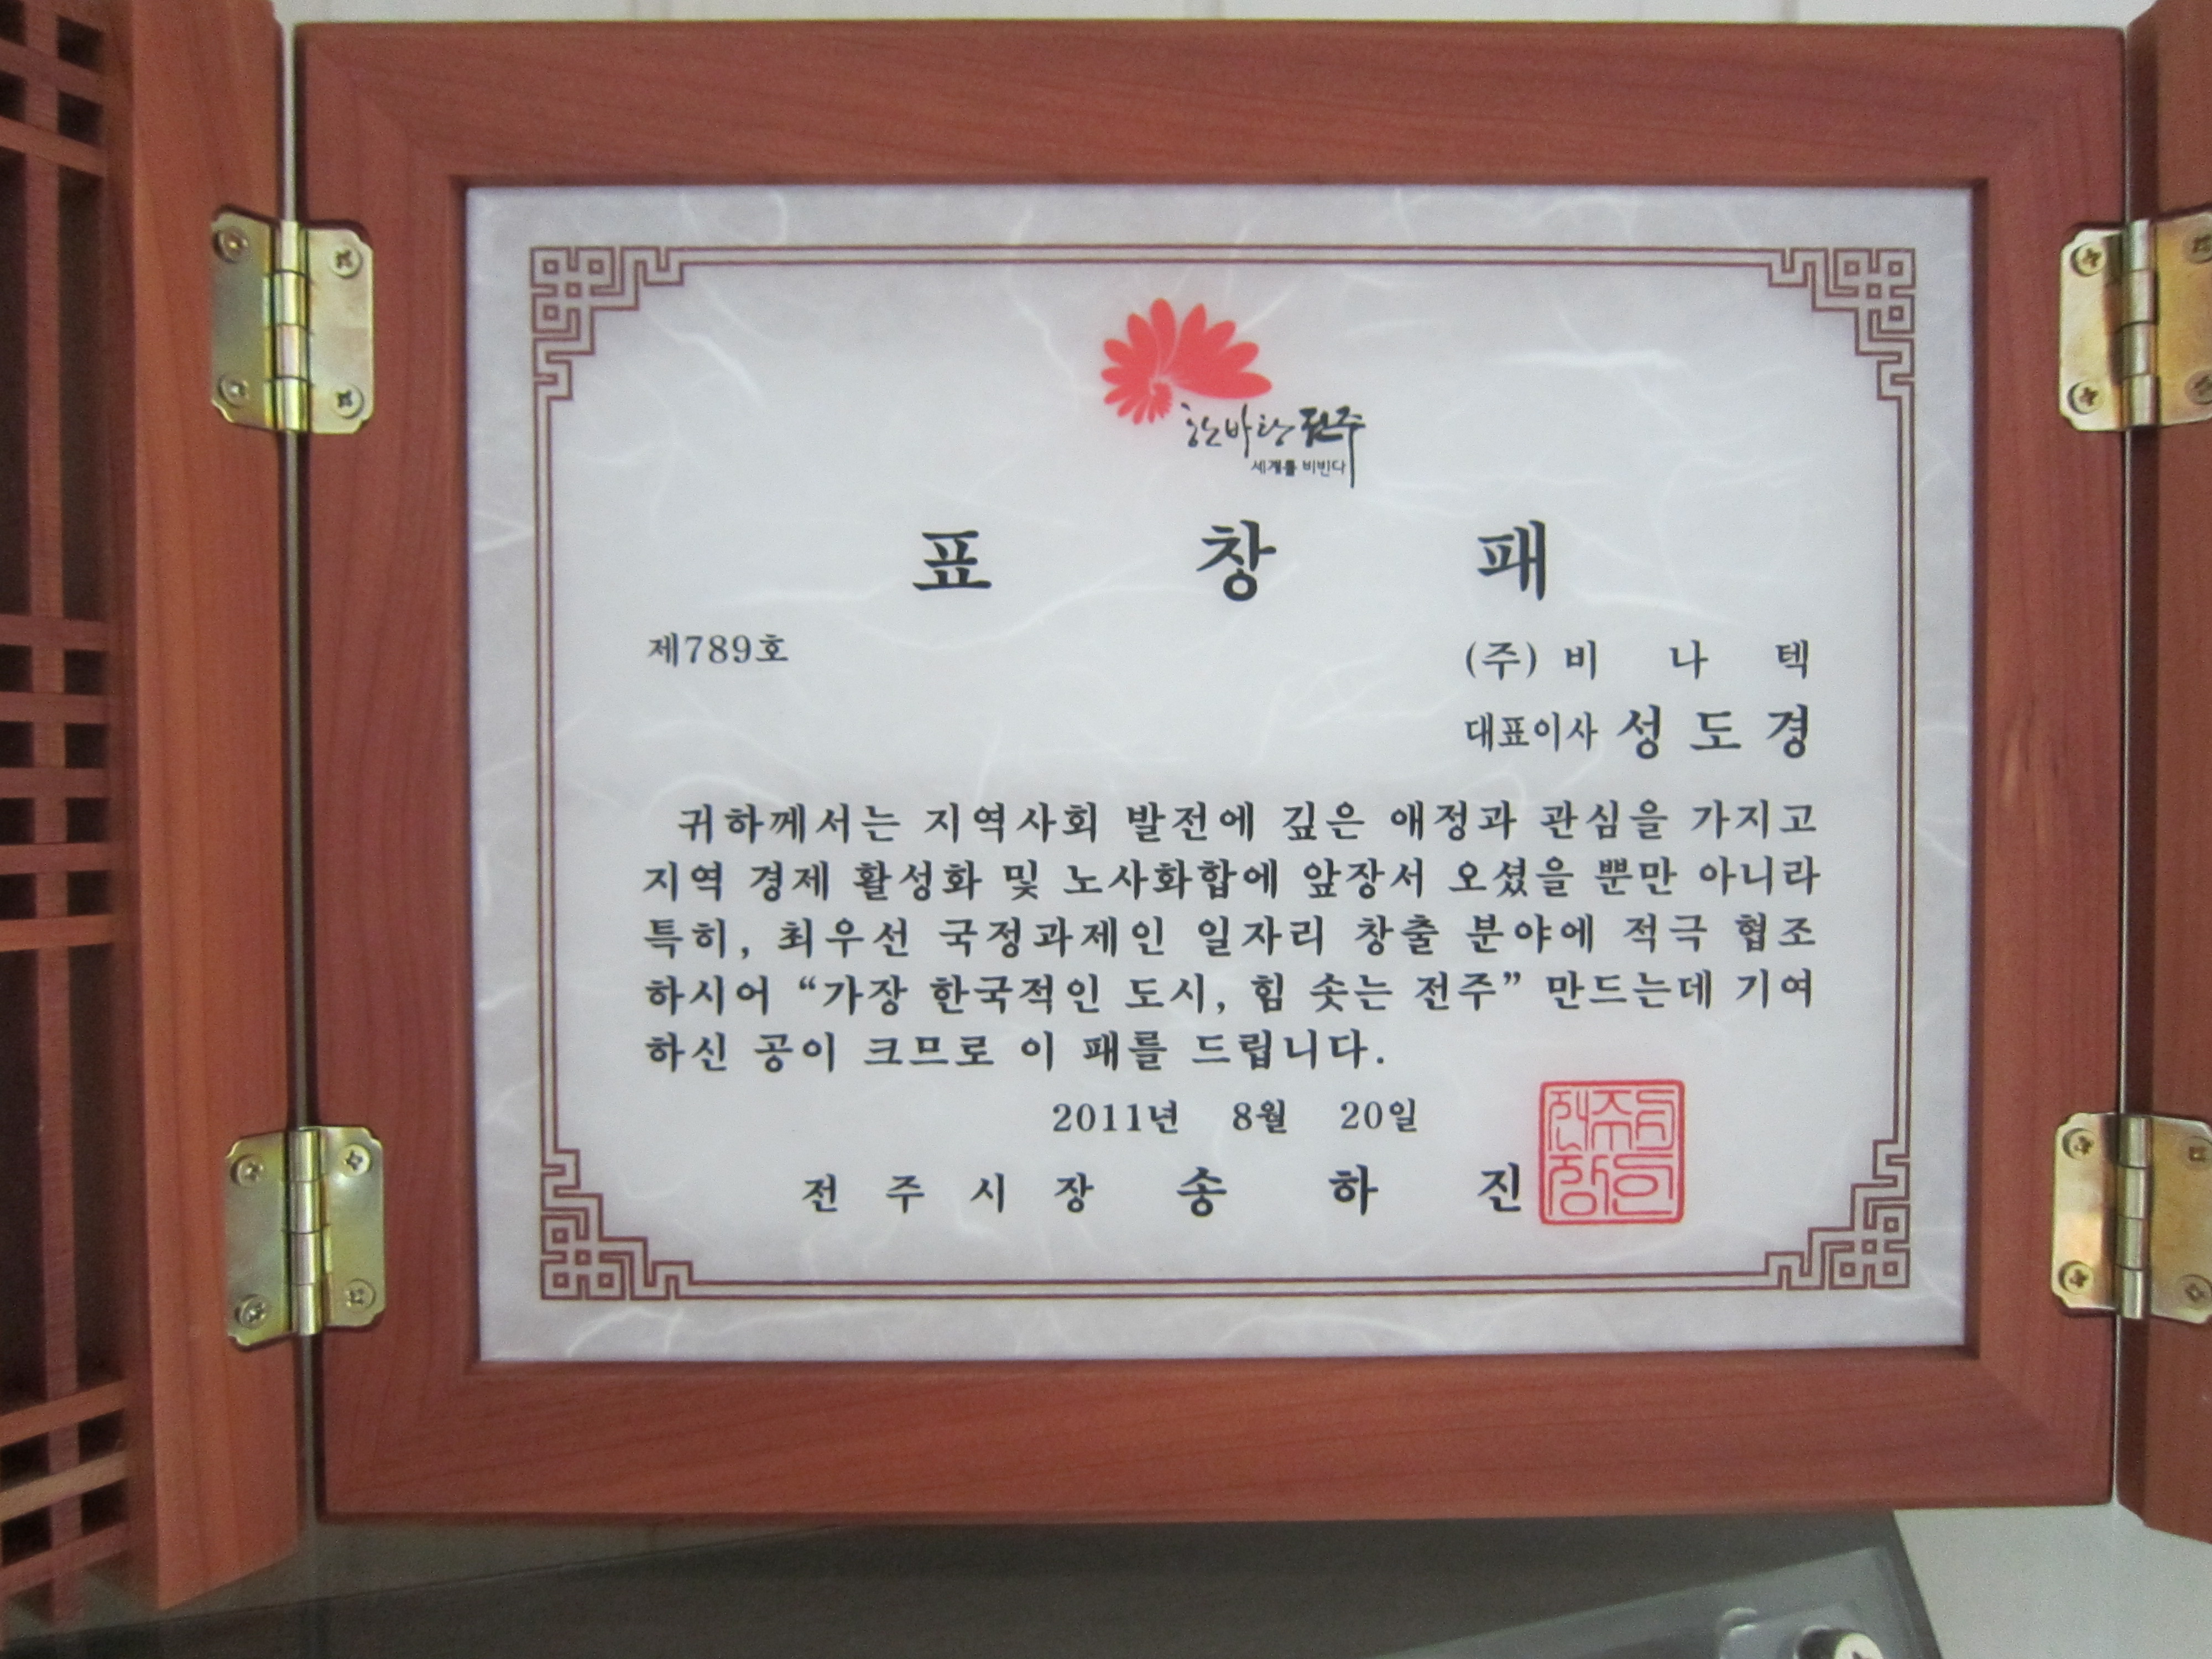 한바탕 전주
세계를 비빈다
표 창 패
제789호
(주) 비 나 텍
대표이사 성 도 경
귀하께서는 지역사회 발전에 깊은 애정과 관심을 가지고
지역 경제 활성화 및 노사화합에 앞장서 오셨을 뿐만 아니라
특히, 최우선 국정과제인 일자리 창출 분야에 적극 협조
하시어 “가장 한국적인 도시, 힘 솟는 전주” 만드는데 기여
하신 공이 크므로 이 패를 드립니다.
2011년 8월 20일
전 주 시 장 송 하 진